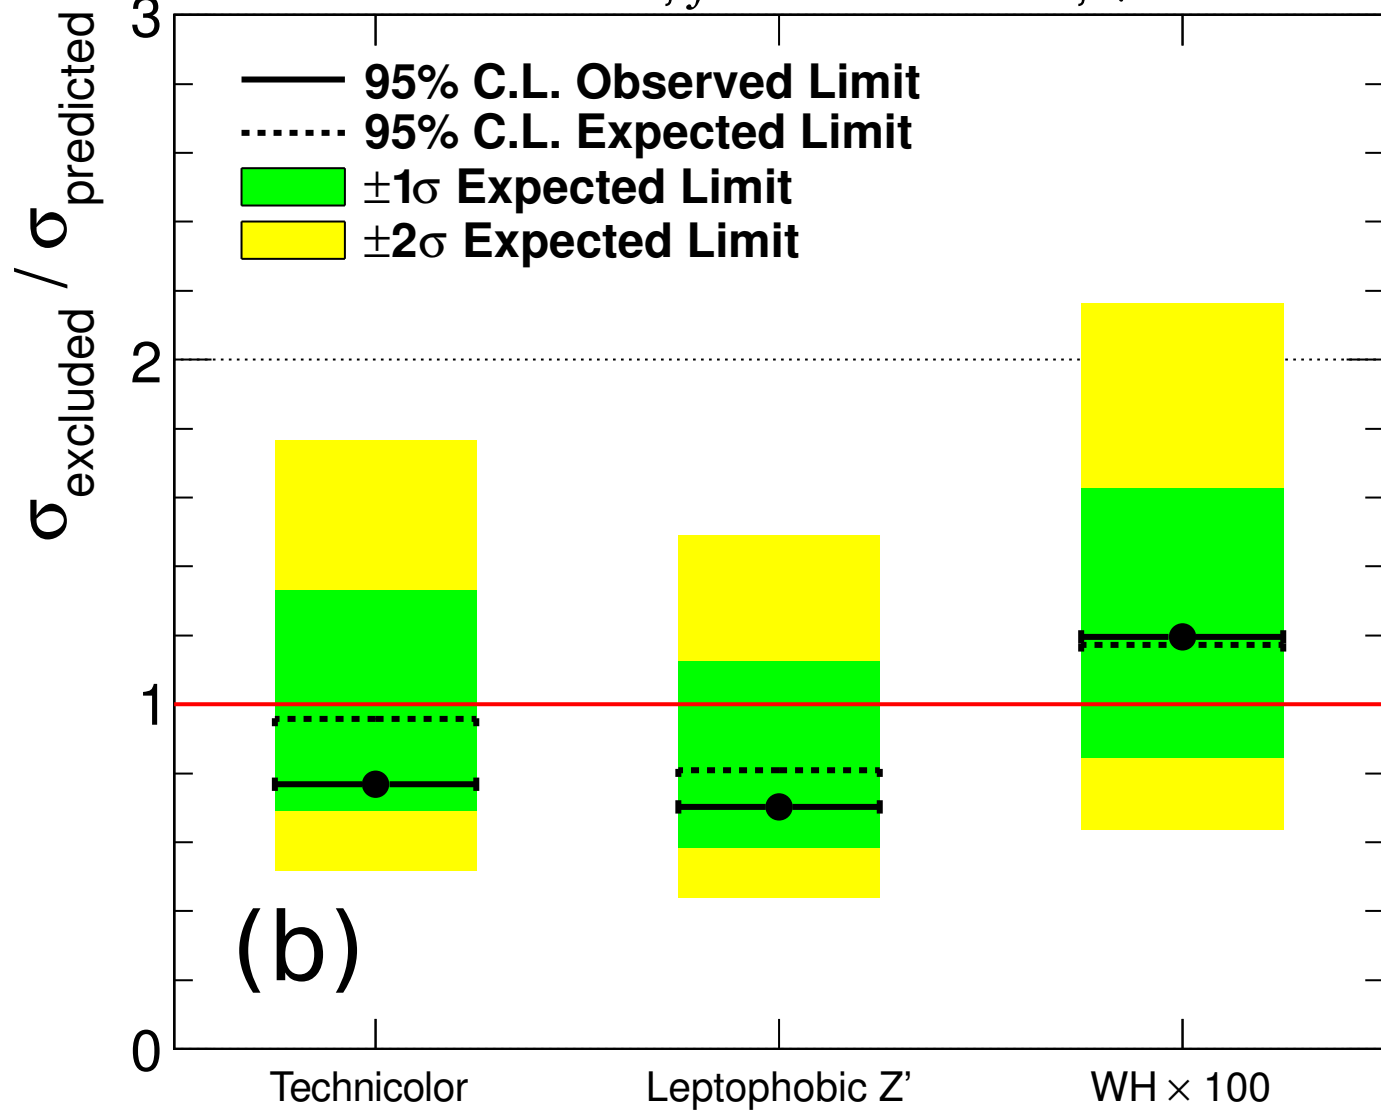 3
σexcluded / σpredicted
95% C.L. Observed Limit
95% C.L. Expected Limit
±1σ Expected Limit
±2σ Expected Limit
2
1
(b)
0
Technicolor
Leptophobic Z'
WH × 100